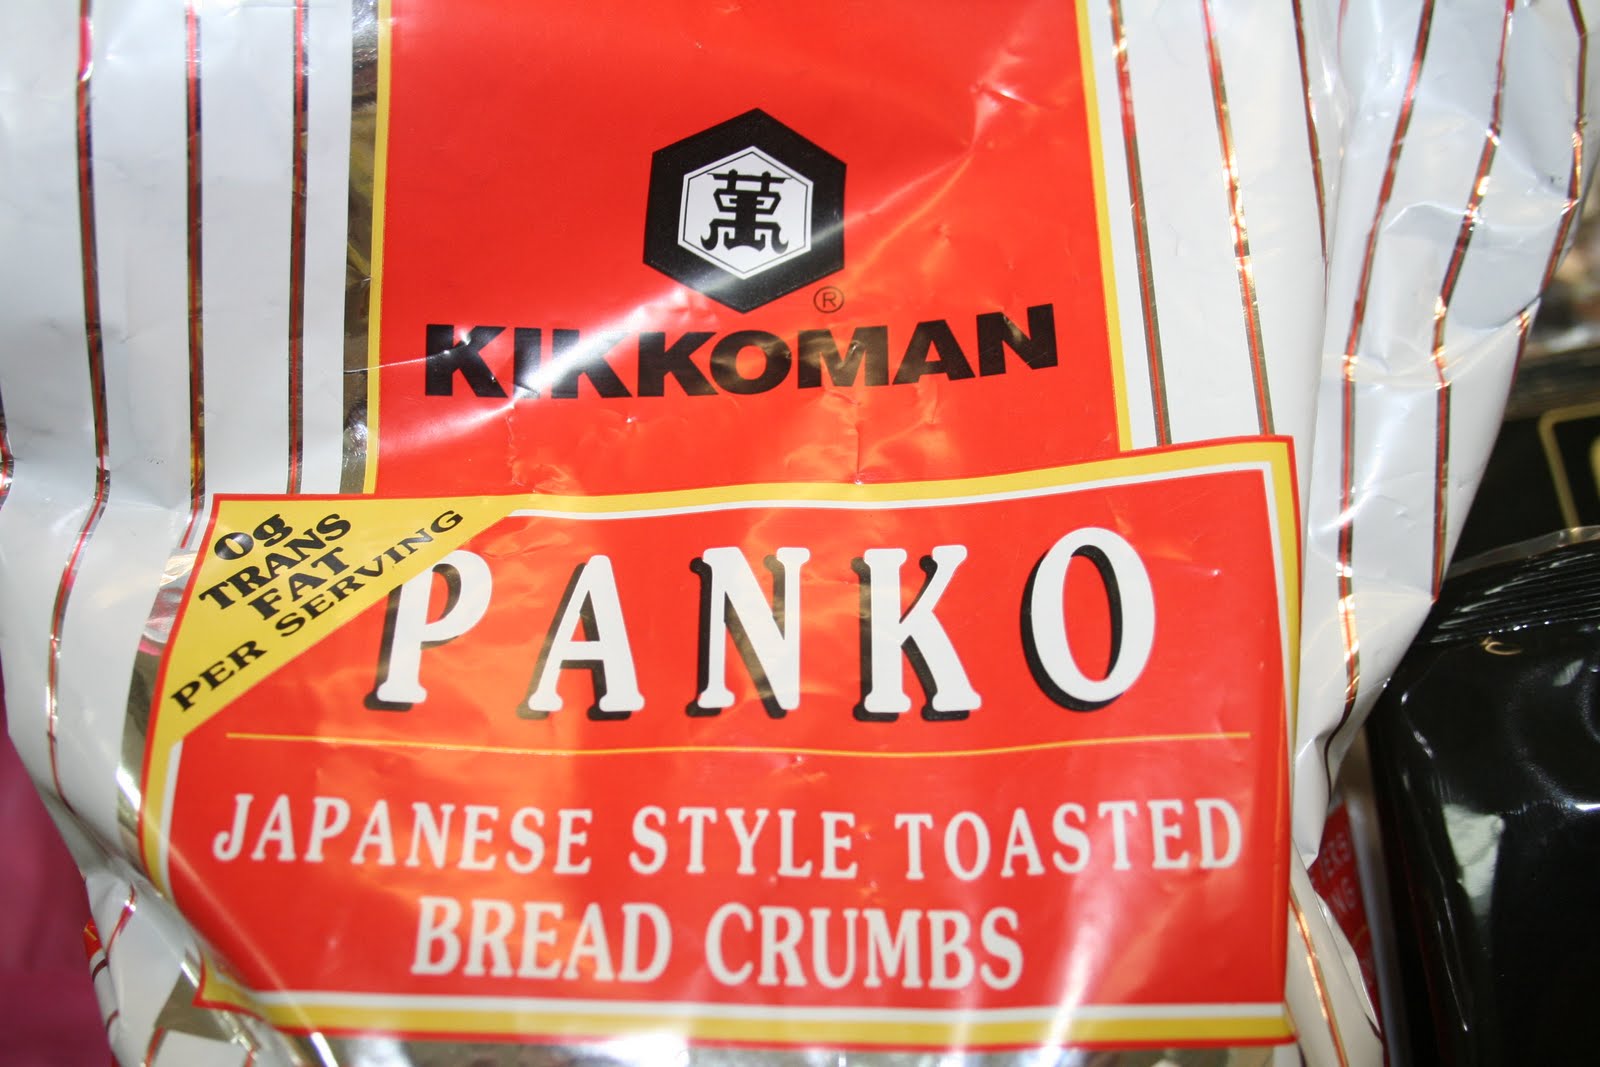 萬
®
KIKKOMAN
0g
TRANS
FAT
PER SERVING
PANKO
JAPANESE STYLE TOASTED
BREAD CRUMBS